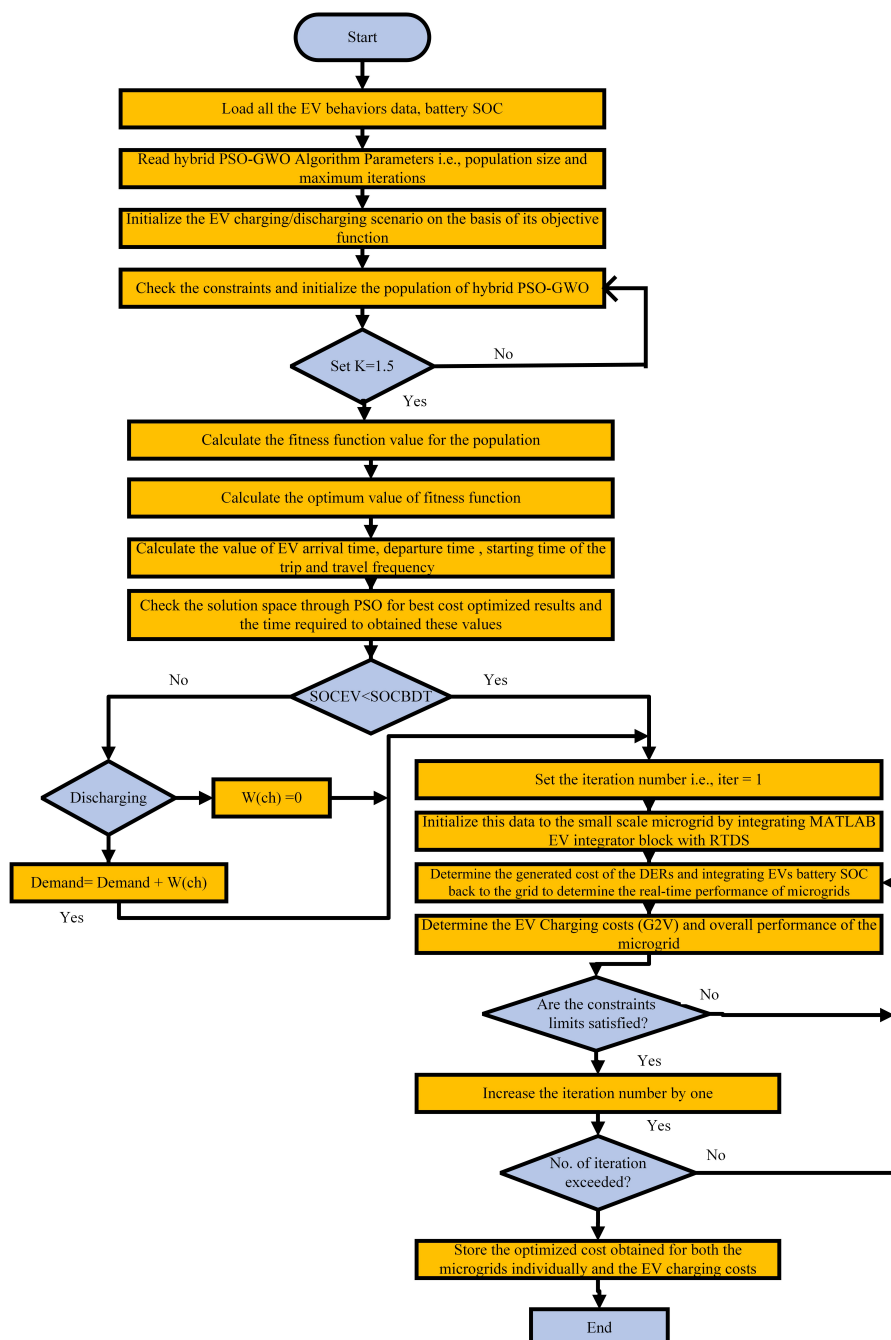 Start
Load all the EV behaviors data, battery SOC
Read hybrid PSO-GWO Algorithm Parameters i.e., population size and
maximum iterations
Initialize the EV charging/discharging scenario on the basis of its objective
function
Check the constraints and initialize the population of hybrid PSO-GWO
Set K=1.5
No
Yes
Calculate the fitness function value for the population
Calculate the optimum value of fitness function
Calculate the value of EV arrival time, departure time , starting time of the
trip and travel frequency
Check the solution space through PSO for best cost optimized results and
the time required to obtained these values
No
SOCEV<SOCBDT
Yes
Discharging
W(ch) =0
Demand= Demand + W(ch)
Yes
Set the iteration number i.e., iter = 1
Initialize this data to the small scale microgrid by integrating MATLAB
EV integrator block with RTDS
Determine the generated cost of the DERs and integrating EVs battery SOC
back to the grid to determine the real-time performance of microgrids
Determine the EV Charging costs (G2V) and overall performance of the
microgrid
Are the constraints
limits satisfied?
No
Yes
Increase the iteration number by one
Yes
No. of iteration
exceeded?
No
Store the optimized cost obtained for both the
microgrids individually and the EV charging costs
End